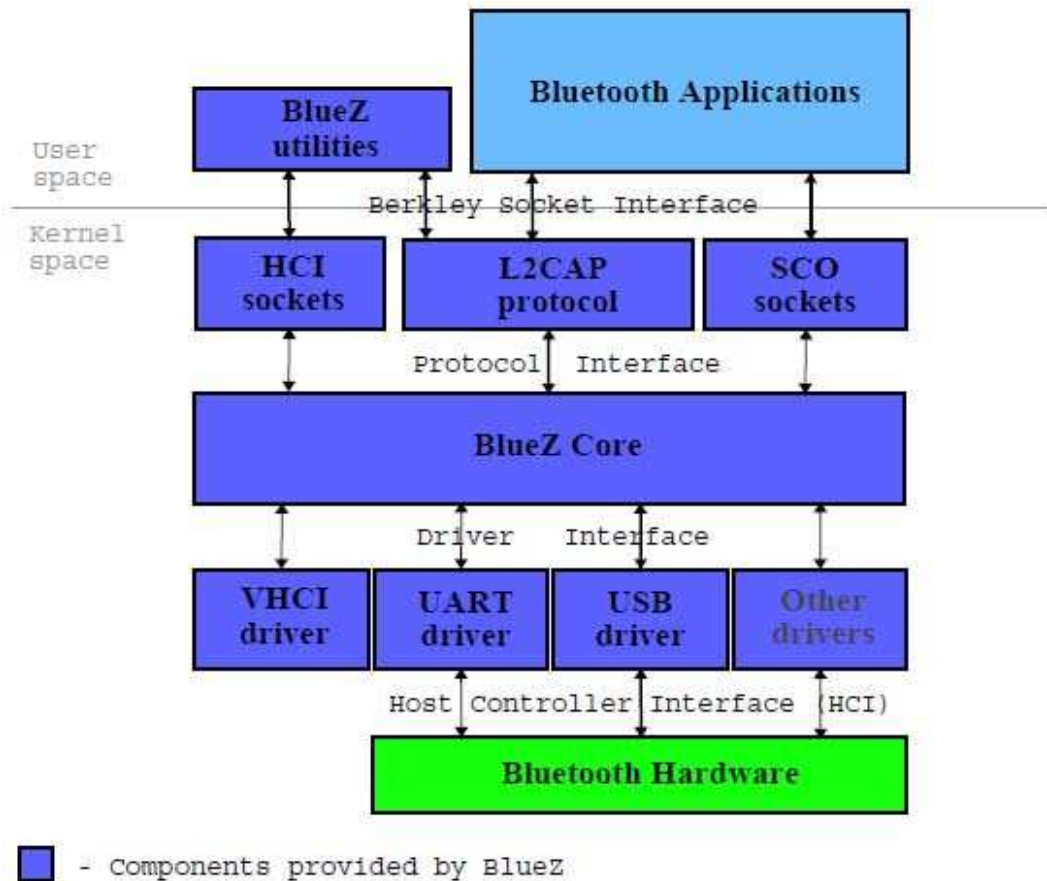 Bluetooth Applications
BlueZ
utilities
User
space
Berkley Socket Interface
Kernel
space
HCI
sockets
L2CAP
protocol
SCO
sockets
Protocol Interface
BlueZ Core
Driver Interface
VHCI
driver
UART
driver
USB
driver
Other
drivers
Host Controller Interface (HCI)
Bluetooth Hardware
- Components provided by BlueZ